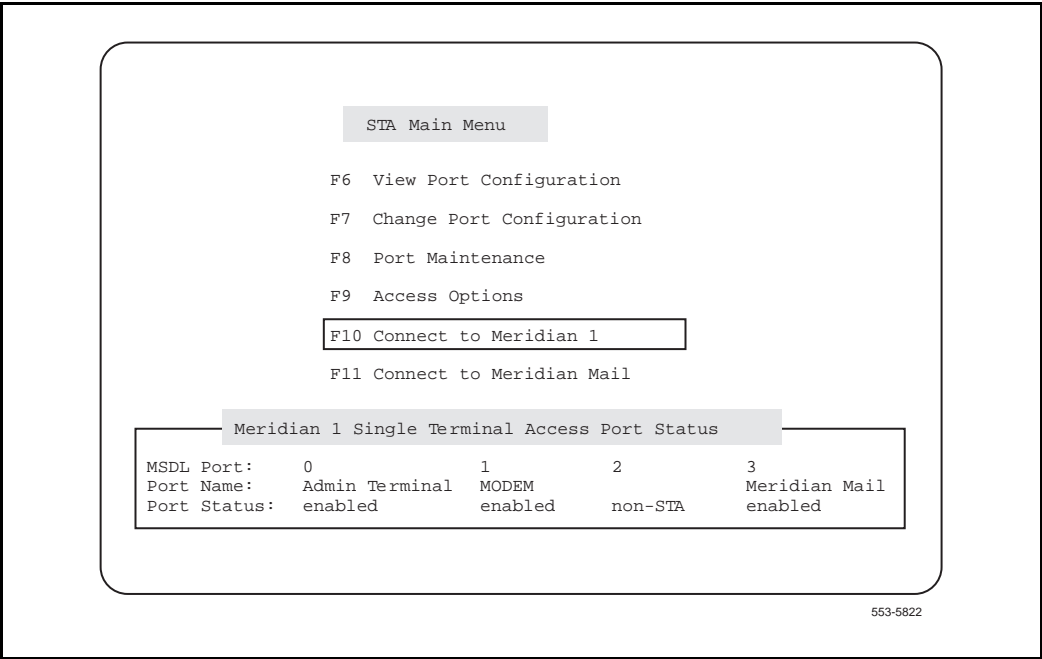 STA Main Menu
F6 View Port Configuration
F7 Change Port Configuration
F8 Port Maintenance
F9 Access Options
F10 Connect to Meridian 1
F11 Connect to Meridian Mail
Meridian 1 Single Terminal Access Port Status
MSDL Port: 0 1 2 3
Port Name: Admin Terminal MODEM Meridian Mail
Port Status: enabled enabled non-STA enabled
553-5822